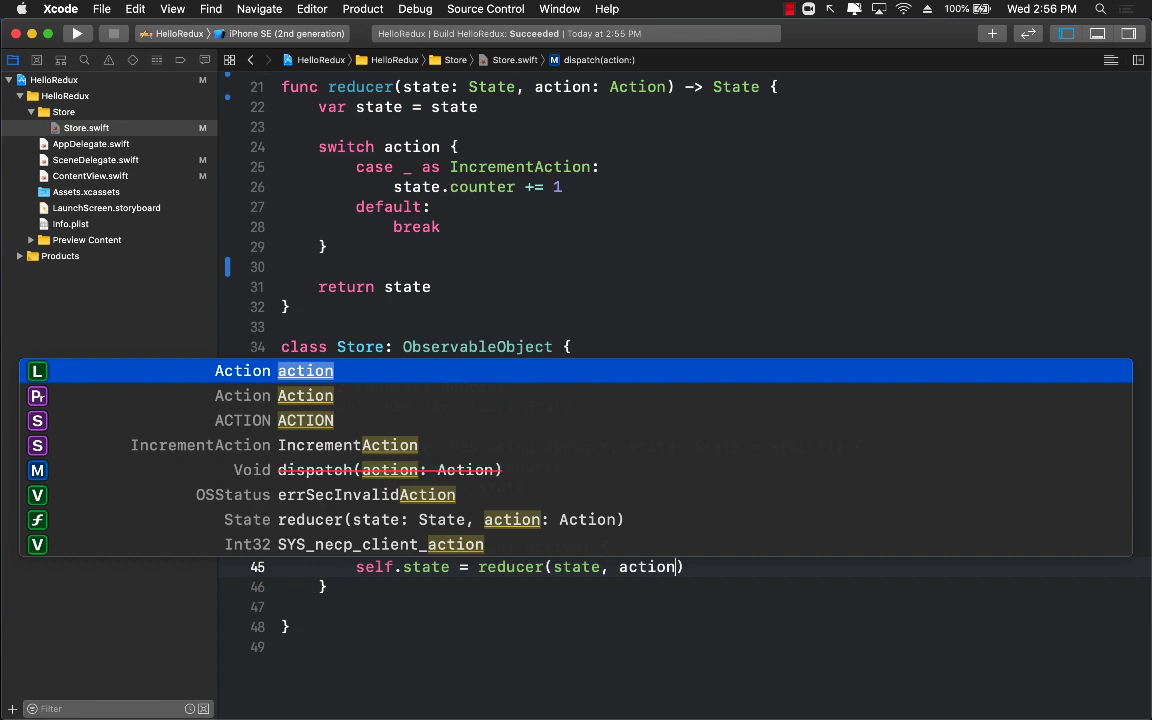 Xcode File Edit View Find Navigate Editor Product Debug Source Control Window Help 100% Wed 2:56 PM
HelloRedux iPhone SE (2nd generation) HelloRedux | Build HelloRedux: Succeeded | Today at 2:55 PM
HelloRedux HelloRedux Store Store.swift M dispatch(action:)
HelloRedux M
HelloRedux
Store
Store.swift M
AppDelegate.swift
SceneDelegate.swift M
ContentView.swift M
Assets.xcassets
LaunchScreen.storyboard
Info.plist
Preview Content
Products
Filter
21 func reducer(state: State, action: Action) -> State {
22 var state = state
23
24 switch action {
25 case _ as IncrementAction:
26 state.counter += 1
27 default:
28 break
29 }
30
31 return state
32 }
33
34 class Store: ObservableObject {
L Action action
Pr Action Action
S ACTION ACTION
S IncrementAction IncrementAction
M Void dispatch(action: Action)
V OSStatus errSecInvalidAction
f State reducer(state: State, action: Action)
V Int32 SYS_necp_client_action
45 self.state = reducer(state, action)
46 }
47
48 }
49